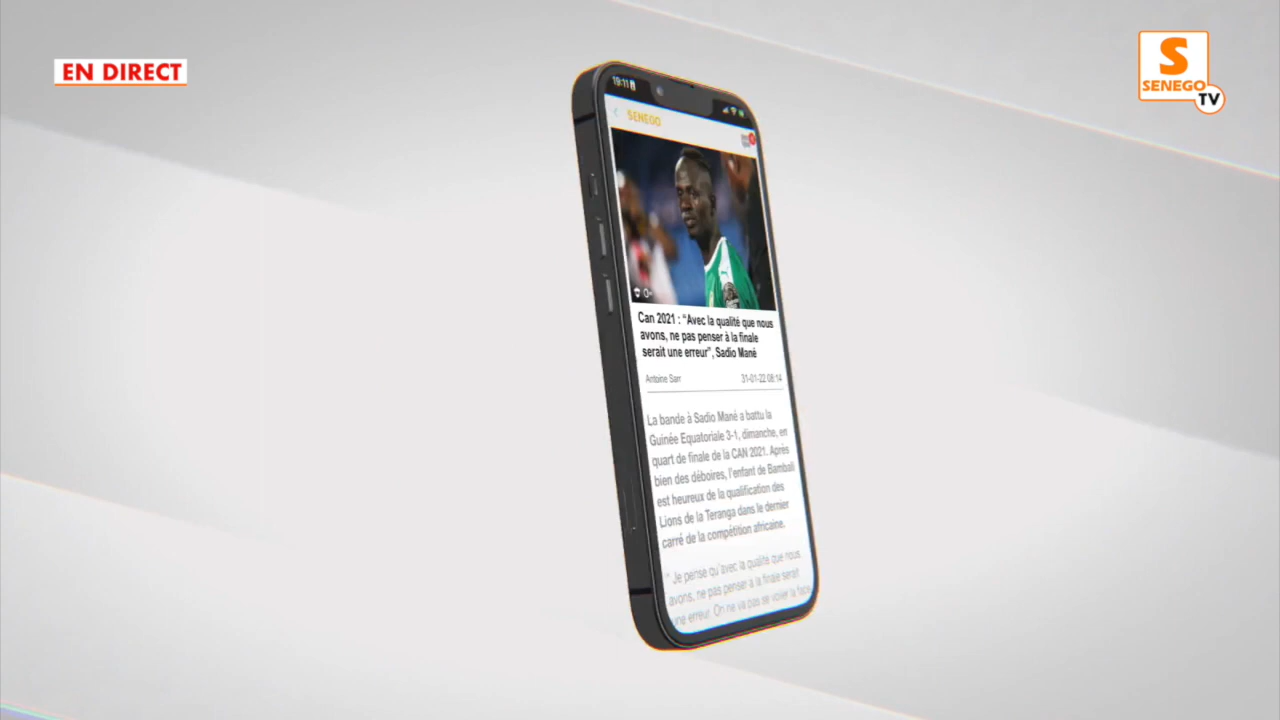 EN DIRECT
S
SENEGO
TV
19:11
SENEGO
Can 2021 : "Avec la qualité que nous
avons, ne pas penser à la finale
serait une erreur", Sadio Mané
Antoine Sarr 31-01-22 08:14
La bande à Sadio Mané a battu la
Guinée Equatoriale 3-1, dimanche, en
quart de finale de la CAN 2021. Après
bien des déboires, l'enfant de Bambali
est heureux de la qualification des
Lions de la Teranga dans le dernier
carré de la compétition africaine.
" Je pense qu'avec la qualité que nous
avons, ne pas penser à la finale serait
une erreur. On ne va pas se voiler la face